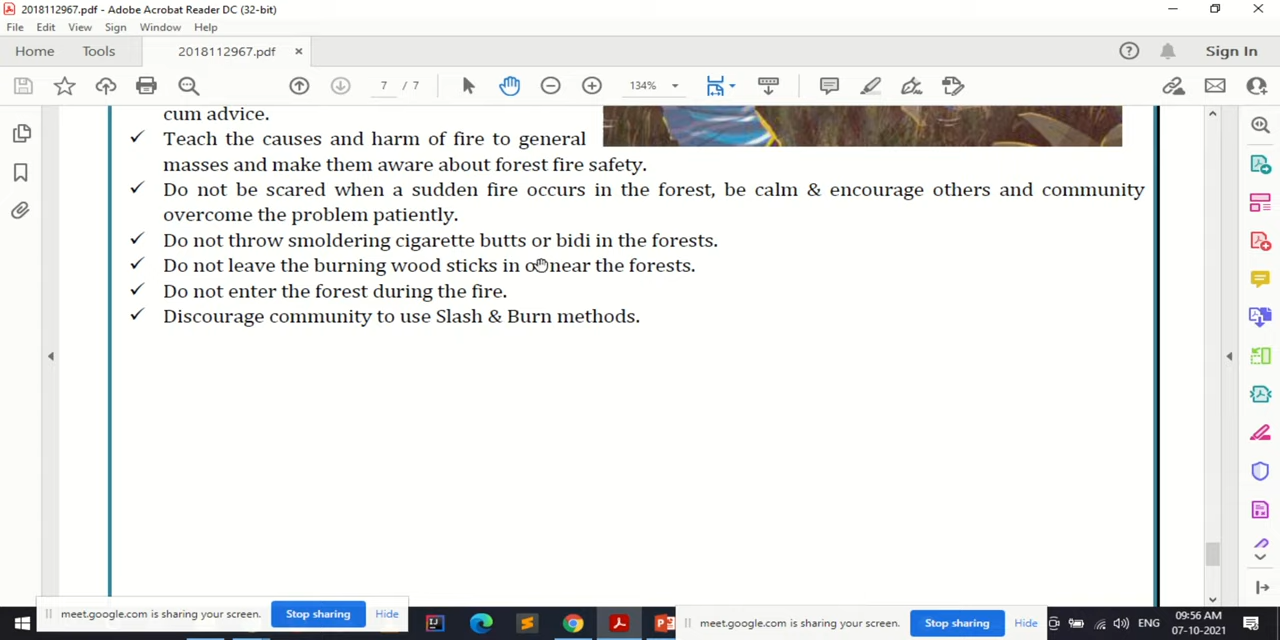 2018112967.pdf - Adobe Acrobat Reader DC (32-bit)
File Edit View Sign Window Help
Home Tools 2018112967.pdf × Sign In
7 / 7 134%
cum advice.
✓ Teach the causes and harm of fire to general
masses and make them aware about forest fire safety.
✓ Do not be scared when a sudden fire occurs in the forest, be calm & encourage others and community
overcome the problem patiently.
✓ Do not throw smoldering cigarette butts or bidi in the forests.
✓ Do not leave the burning wood sticks in near the forests.
✓ Do not enter the forest during the fire.
✓ Discourage community to use Slash & Burn methods.
meet.google.com is sharing your screen. Stop sharing Hide
meet.google.com is sharing your screen. Stop sharing Hide
ENG
09:56 AM
07-10-2021